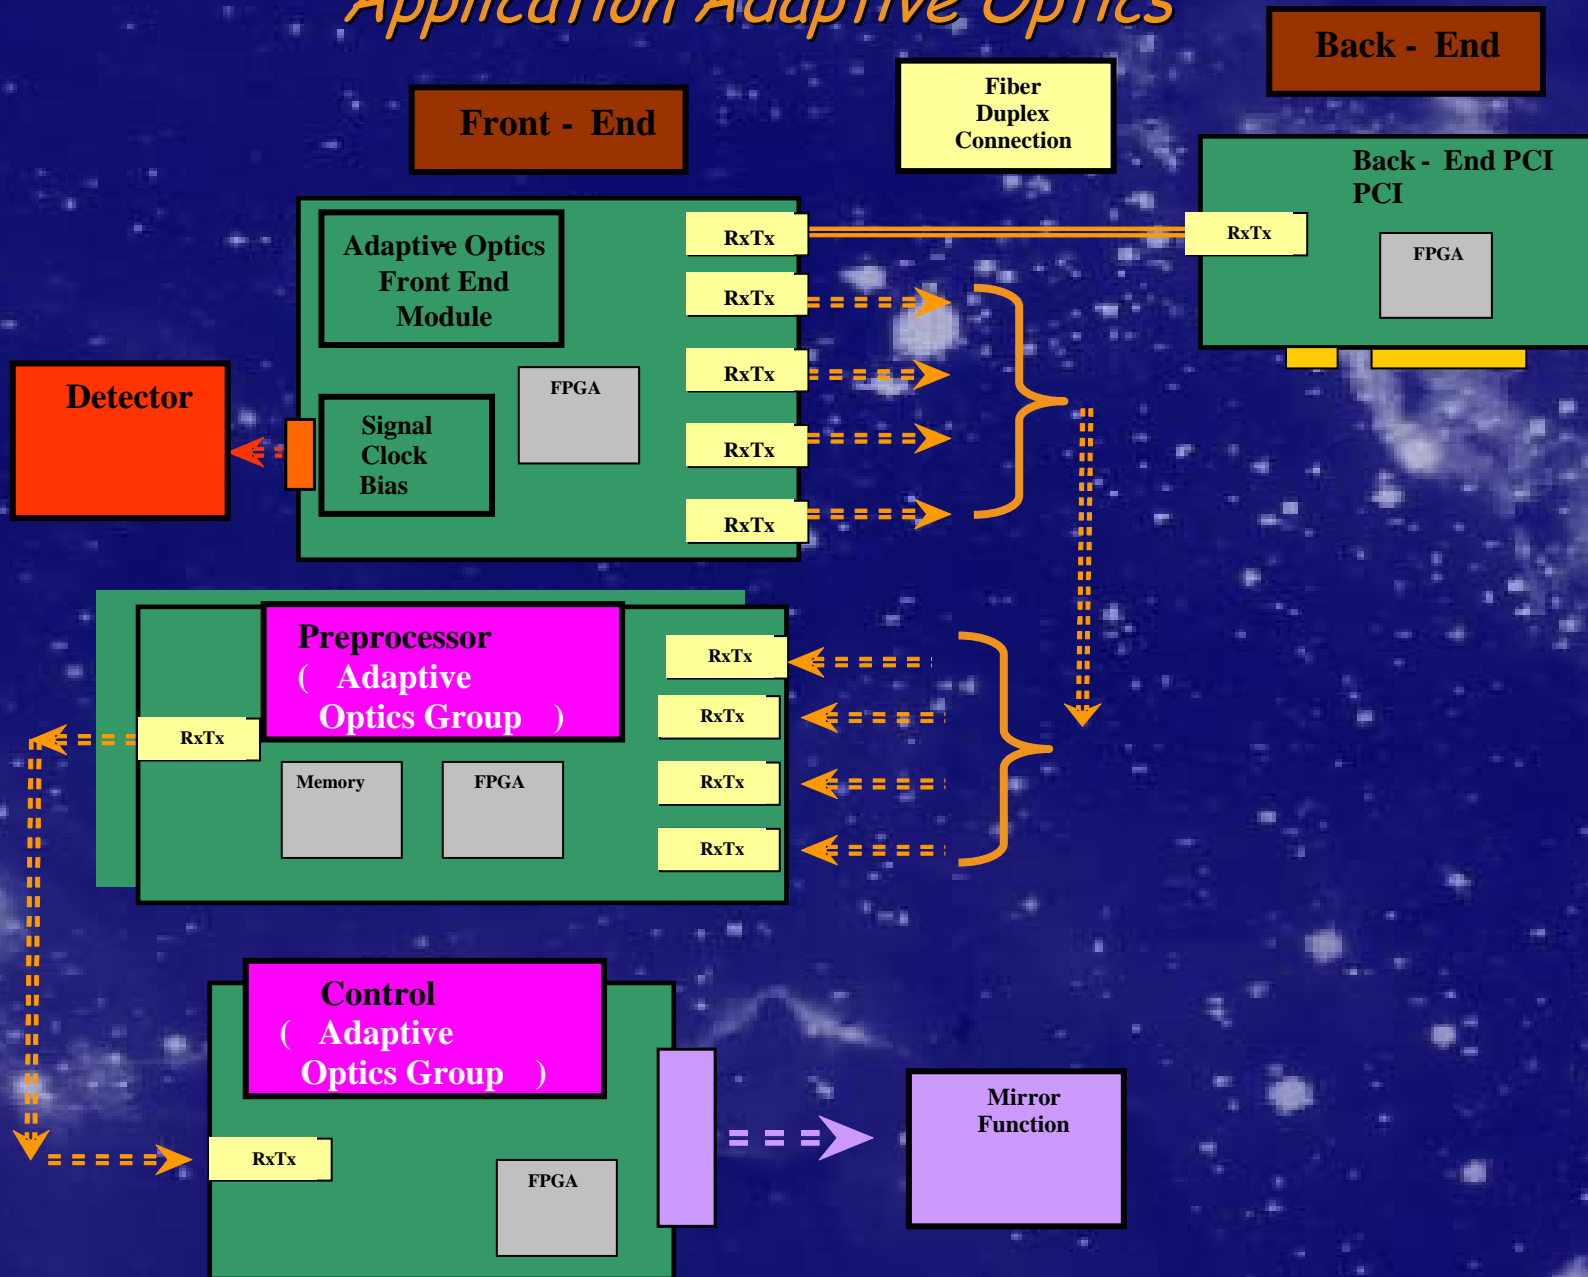 Application Adaptive Optics
Back - End
Front - End
Fiber
Duplex
Connection
Back - End PCI
PCI
RxTx
FPGA
Adaptive Optics
Front End
Module
RxTx
RxTx
RxTx
RxTx
RxTx
FPGA
Signal
Clock
Bias
Detector
Preprocessor
( Adaptive
Optics Group )
RxTx
RxTx
RxTx
RxTx
RxTx
Memory
FPGA
Control
( Adaptive
Optics Group )
RxTx
FPGA
Mirror
Function